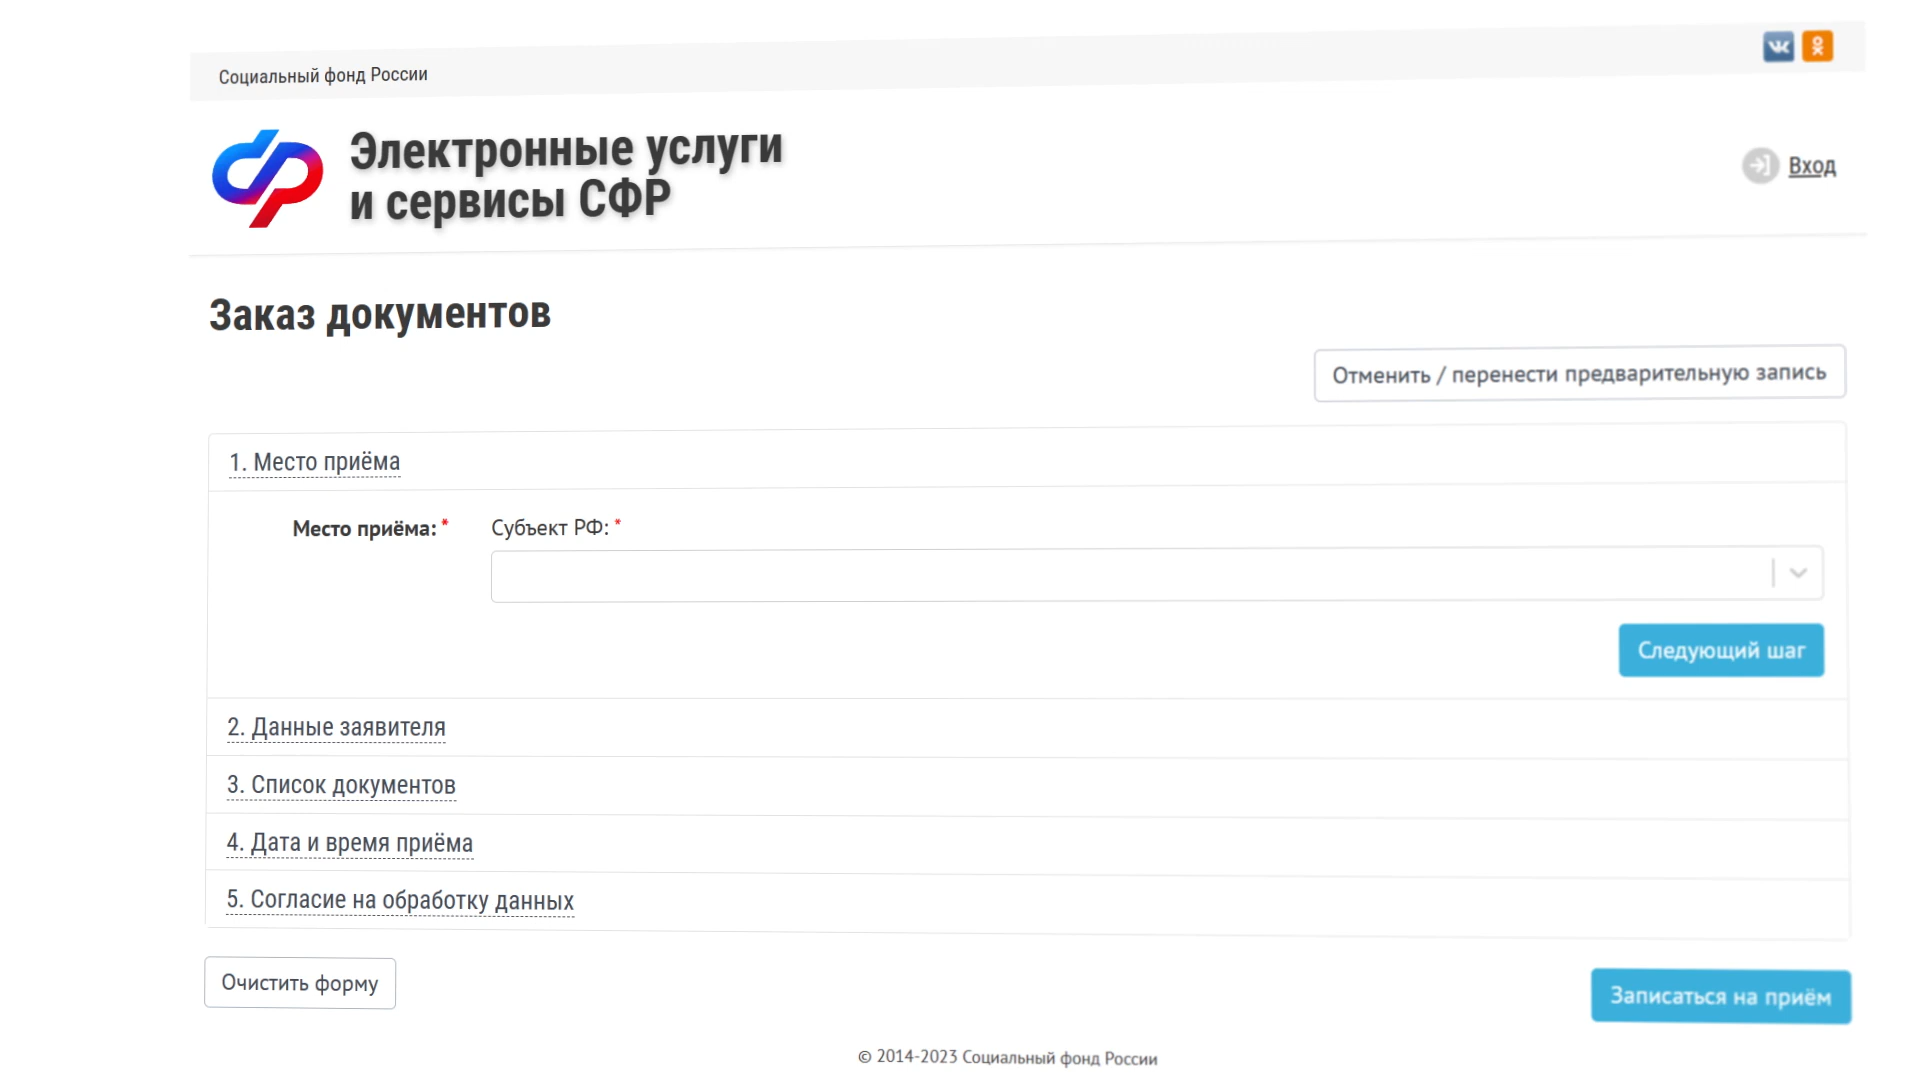 Социальный фонд России
Электронные услуги
и сервисы СФР
Вход
Заказ документов
Отменить / перенести предварительную запись
1. Место приёма
Место приёма: *
Субъект РФ: *
Следующий шаг
2. Данные заявителя
3. Список документов
4. Дата и время приёма
5. Согласие на обработку данных
Очистить форму
Записаться на приём
© 2014-2023 Социальный фонд России